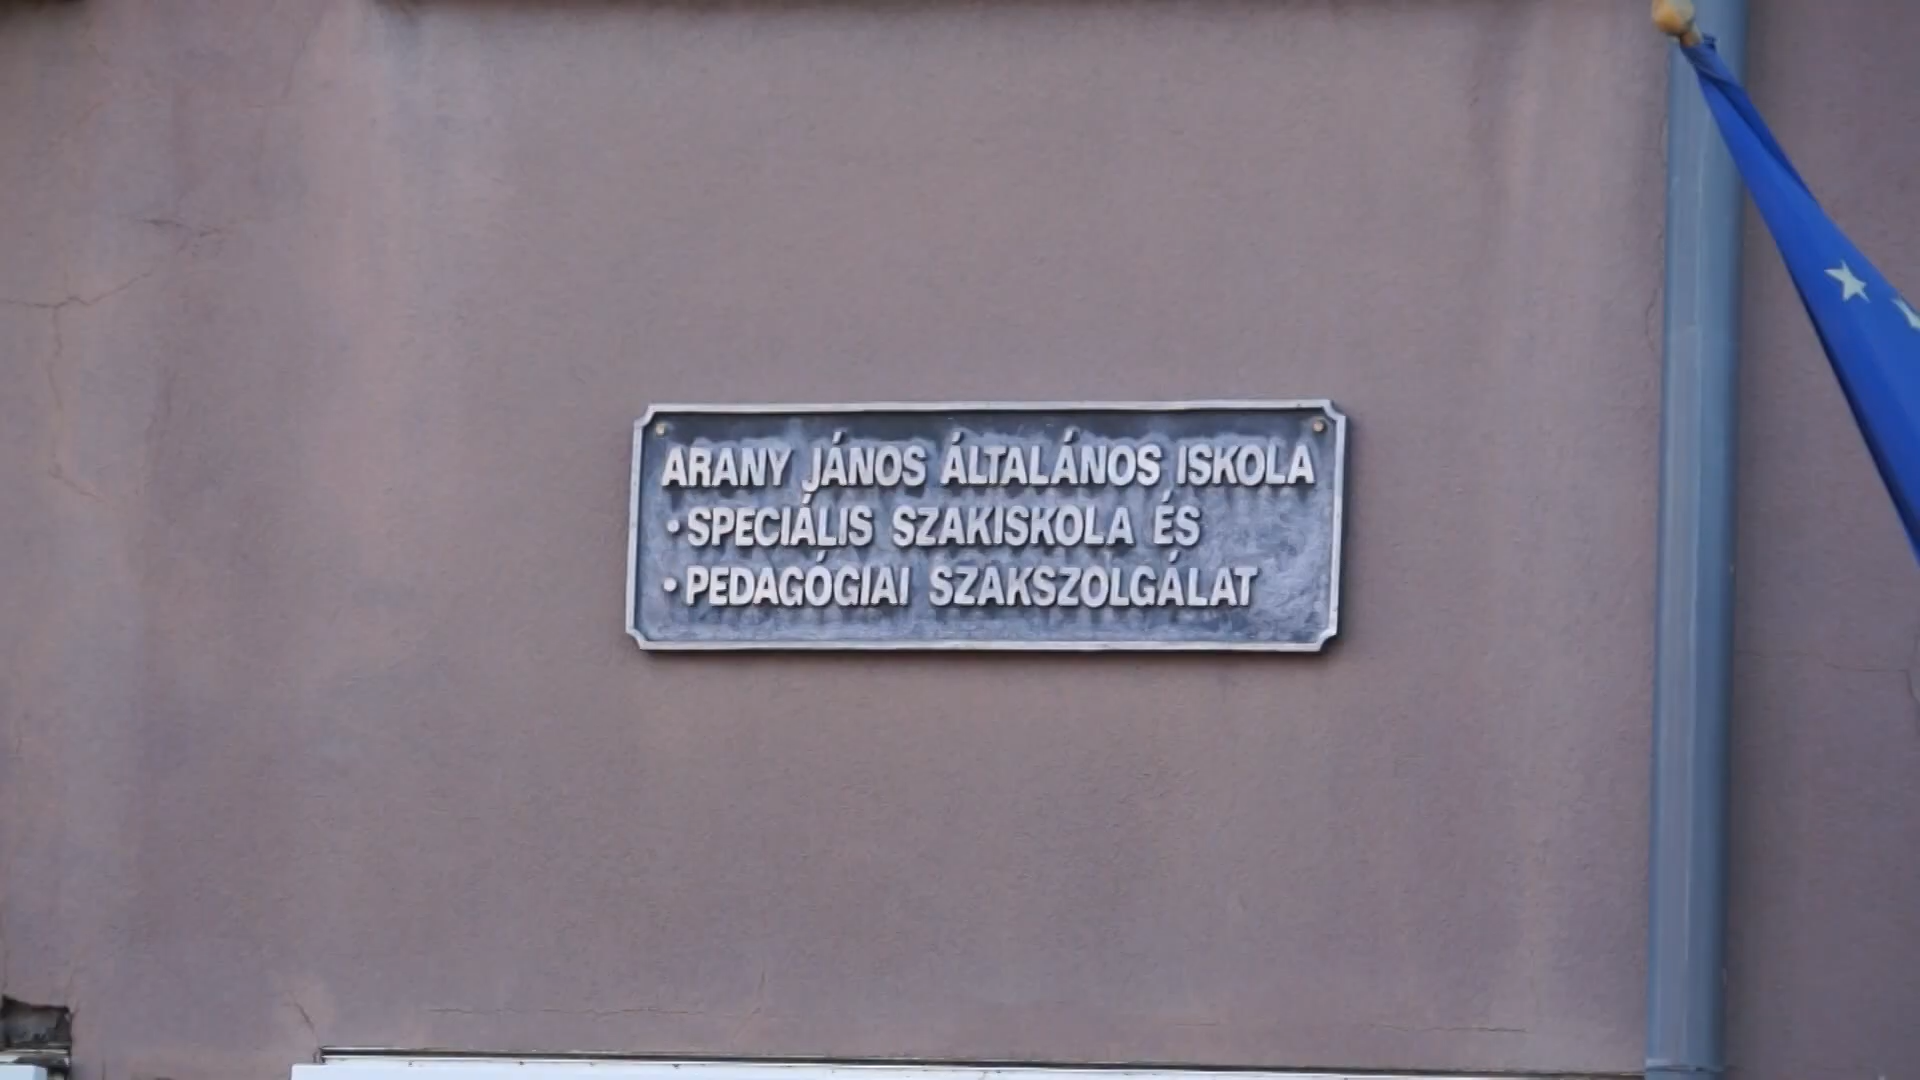 ARANY JÁNOS ÁLTALÁNOS ISKOLA
•SPECIÁLIS SZAKISKOLA ÉS
•PEDAGÓGIAI SZAKSZOLGÁLAT